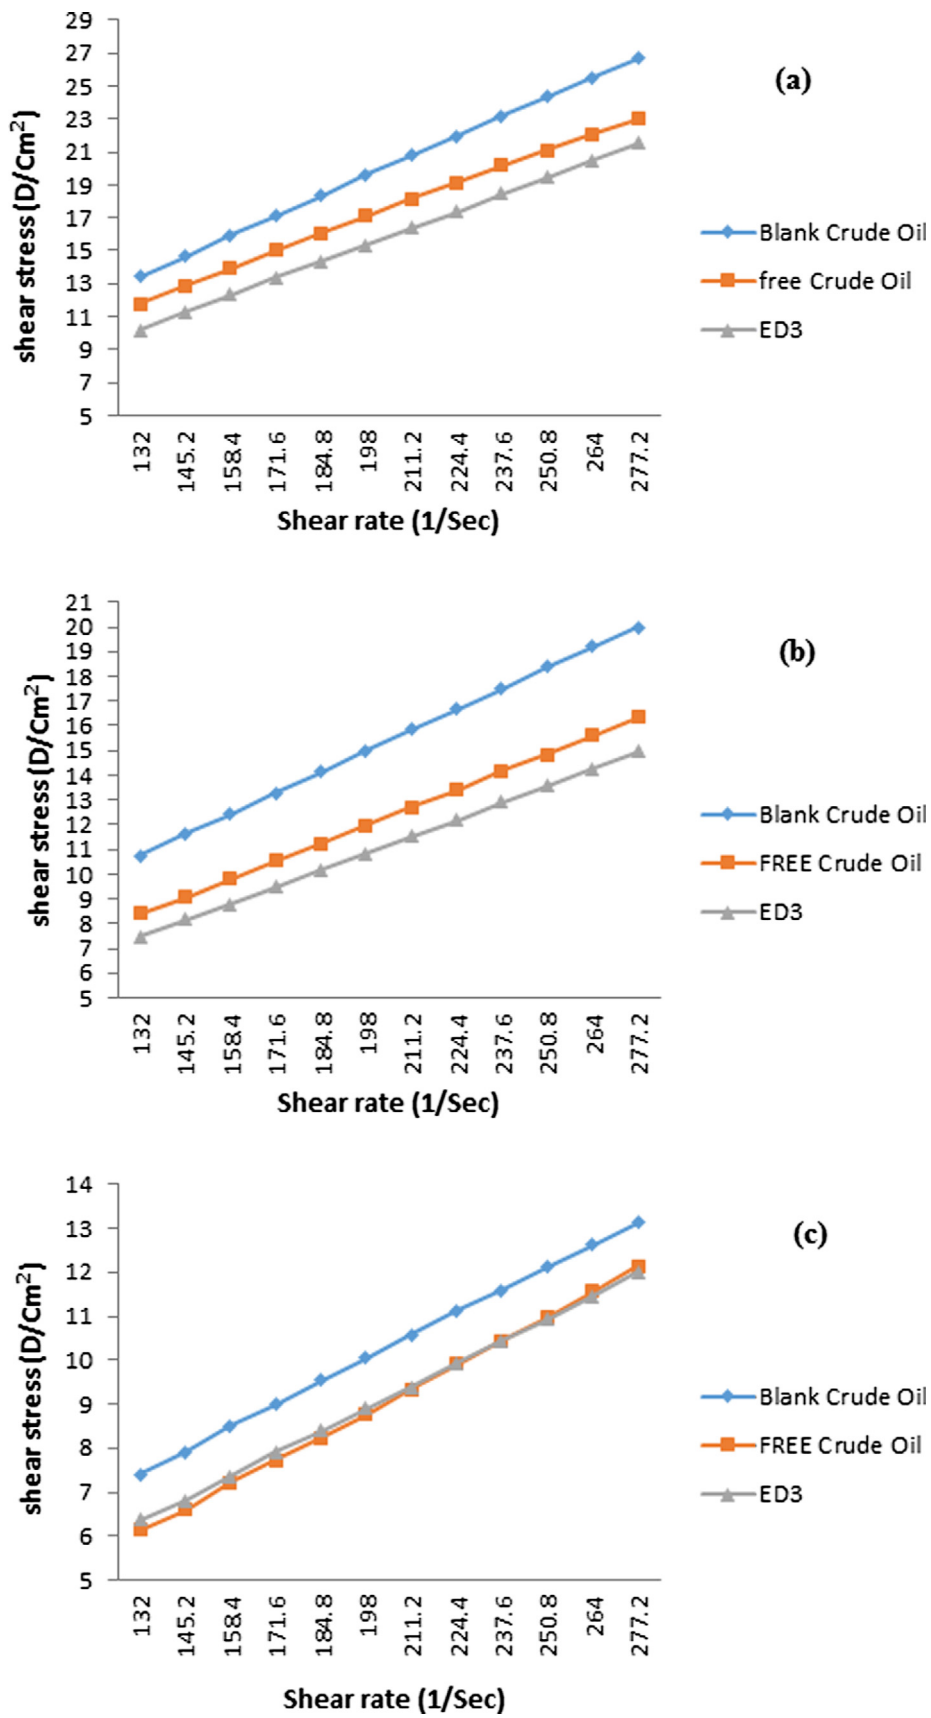 29
27
25
23
21
19
17
15
13
11
9
7
5
shear stress(D/Cm²)
132 145.2 158.4 171.6 184.8 198 211.2 224.4 237.6 250.8 264 277.2
Shear rate (1/Sec)
(a)
Blank Crude Oil
free Crude Oil
ED3
21
20
19
18
17
16
15
14
13
12
11
10
9
8
7
6
5
shear stress(D/Cm²)
132 145.2 158.4 171.6 184.8 198 211.2 224.4 237.6 250.8 264 277.2
Shear rate (1/Sec)
(b)
Blank Crude Oil
FREE Crude Oil
ED3
14
13
12
11
10
9
8
7
6
5
shear stress(D/Cm²)
132 145.2 158.4 171.6 184.8 198 211.2 224.4 237.6 250.8 264 277.2
Shear rate (1/Sec)
(c)
Blank Crude Oil
FREE Crude Oil
ED3